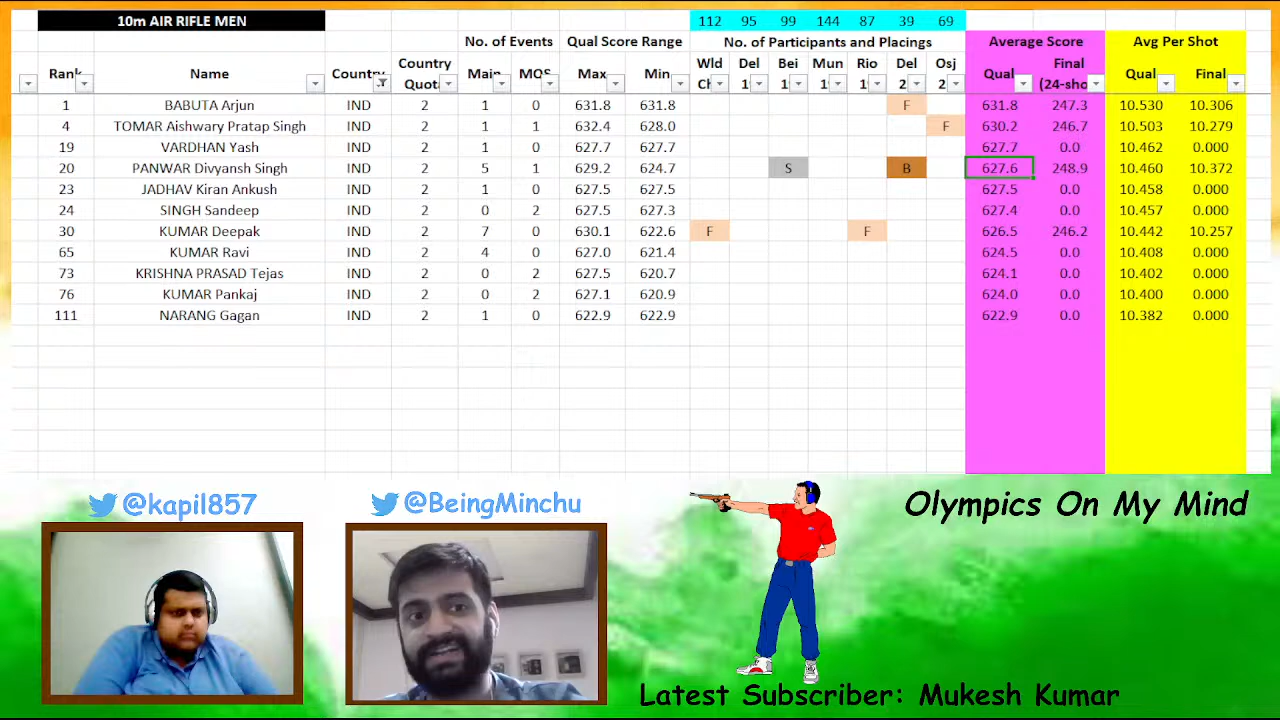 10m AIR RIFLE MEN 112 95 99 144 87 39 69
No. of Events Qual Score Range No. of Participants and Placings Average Score Avg Per Shot
Rank Name Country Country Quot Main MQS Max Min Wld Ch Del 1 Bei 1 Mun 1 Rio 1 Del 2 Osj 2 Qual Final (24-sho Qual Final
1 BABUTA Arjun IND 2 1 0 631.8 631.8 F 631.8 247.3 10.530 10.306
4 TOMAR Aishwary Pratap Singh IND 2 1 1 632.4 628.0 F 630.2 246.7 10.503 10.279
19 VARDHAN Yash IND 2 1 0 627.7 627.7 627.7 0.0 10.462 0.000
20 PANWAR Divyansh Singh IND 2 5 1 629.2 624.7 S B 627.6 248.9 10.460 10.372
23 JADHAV Kiran Ankush IND 2 1 0 627.5 627.5 627.5 0.0 10.458 0.000
24 SINGH Sandeep IND 2 0 2 627.5 627.3 627.4 0.0 10.457 0.000
30 KUMAR Deepak IND 2 7 0 630.1 622.6 F F 626.5 246.2 10.442 10.257
65 KUMAR Ravi IND 2 4 0 627.0 621.4 624.5 0.0 10.408 0.000
73 KRISHNA PRASAD Tejas IND 2 0 2 627.5 620.7 624.1 0.0 10.402 0.000
76 KUMAR Pankaj IND 2 0 2 627.1 620.9 624.0 0.0 10.400 0.000
111 NARANG Gagan IND 2 1 0 622.9 622.9 622.9 0.0 10.382 0.000
@kapil857 @BeingMinchu Olympics On My Mind
Latest Subscriber: Mukesh Kumar